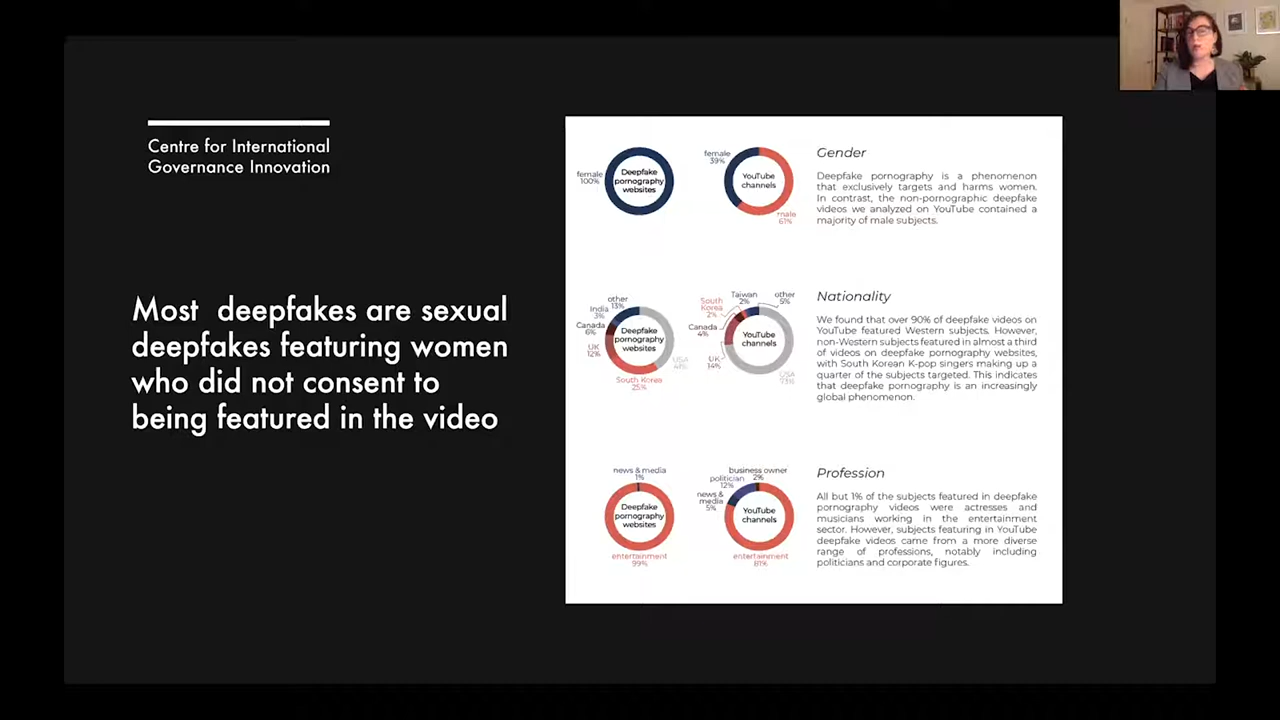 Centre for International
Governance Innovation
Most deepfakes are sexual
deepfakes featuring women
who did not consent to
being featured in the video
female
100%
Deepfake
pornography
websites
female
39%
YouTube
channels
male
61%
Gender
Deepfake pornography is a phenomenon
that exclusively targets and harms women.
In contrast, the non-pornographic deepfake
videos we analyzed on YouTube contained a
majority of male subjects.
other
13%
India
3%
Canada
6%
UK
12%
Deepfake
pornography
websites
USA
41%
South Korea
25%
Taiwan
2%
other
5%
South
Korea
2%
Canada
4%
UK
14%
YouTube
channels
USA
73%
Nationality
We found that over 90% of deepfake videos on
YouTube featured Western subjects. However,
non-Western subjects featured in almost a third
of videos on deepfake pornography websites,
with South Korean K-pop singers making up a
quarter of the subjects targeted. This indicates
that deepfake pornography is an increasingly
global phenomenon.
news & media
1%
Deepfake
pornography
websites
entertainment
99%
business owner
2%
politician
12%
news &
media
5%
YouTube
channels
entertainment
81%
Profession
All but 1% of the subjects featured in deepfake
pornography videos were actresses and
musicians working in the entertainment
sector. However, subjects featuring in YouTube
deepfake videos came from a more diverse
range of professions, notably including
politicians and corporate figures.